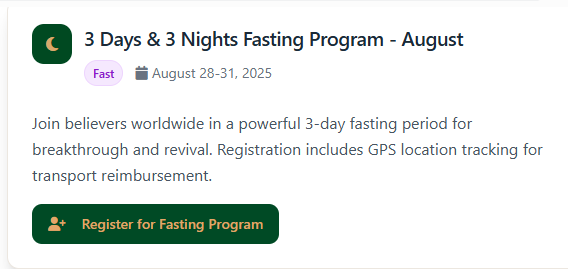 3 Days & 3 Nights Fasting Program - August
Fast August 28-31, 2025
Join believers worldwide in a powerful 3-day fasting period for
breakthrough and revival. Registration includes GPS location tracking for
transport reimbursement.
Register for Fasting Program